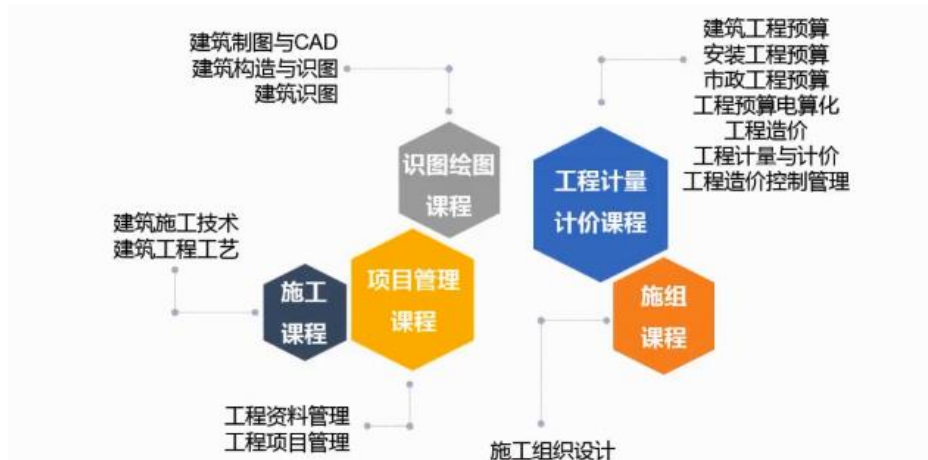 建筑制图与CAD
建筑构造与识图
建筑识图
识图绘图
课程
建筑工程预算
安装工程预算
市政工程预算
工程预算电算化
工程造价
工程计量与计价
工程造价控制管理
工程计量
计价课程
建筑施工技术
建筑工程工艺
施工
课程
项目管理
课程
施组
课程
工程资料管理
工程项目管理
施工组织设计